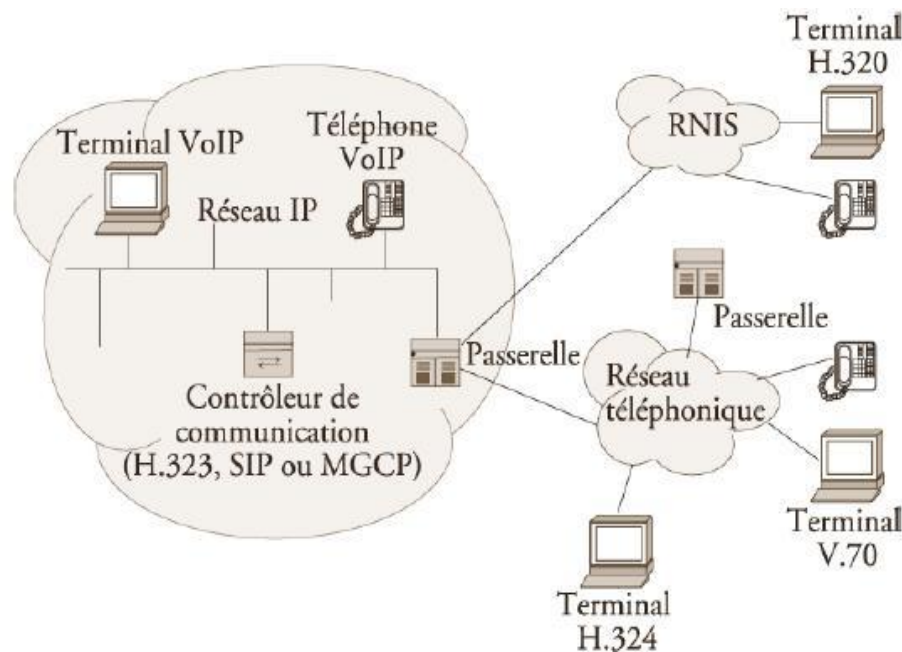 Terminal
H.320
RNIS
Terminal VoIP
Téléphone
VoIP
Réseau IP
Passerelle
Contrôleur de
communication
(H.323, SIP ou MGCP)
Passerelle
Réseau
téléphonique
Terminal
V.70
Terminal
H.324